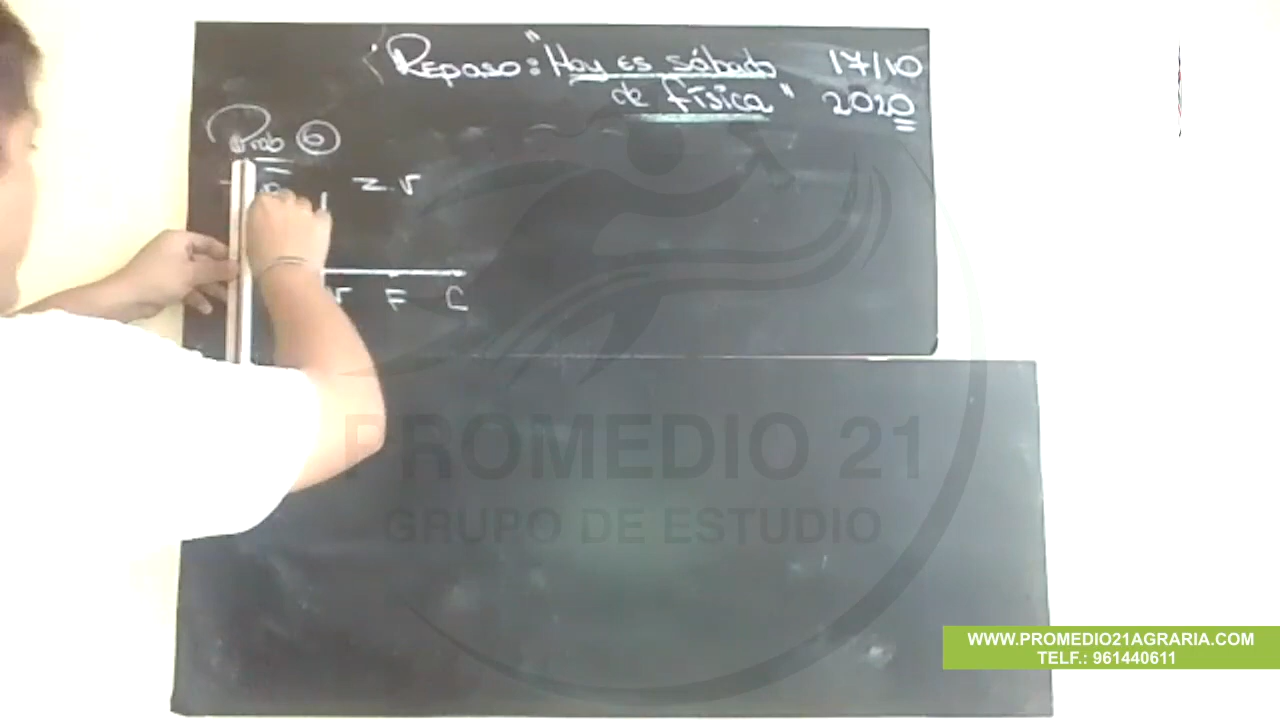 Repaso: "Hoy es sábado 17/10
de física" 2020
Prob 6
Z.V
V F C
PROMEDIO 21
GRUPO DE ESTUDIO
WWW.PROMEDIO21AGRARIA.COM
TELF.: 961440611